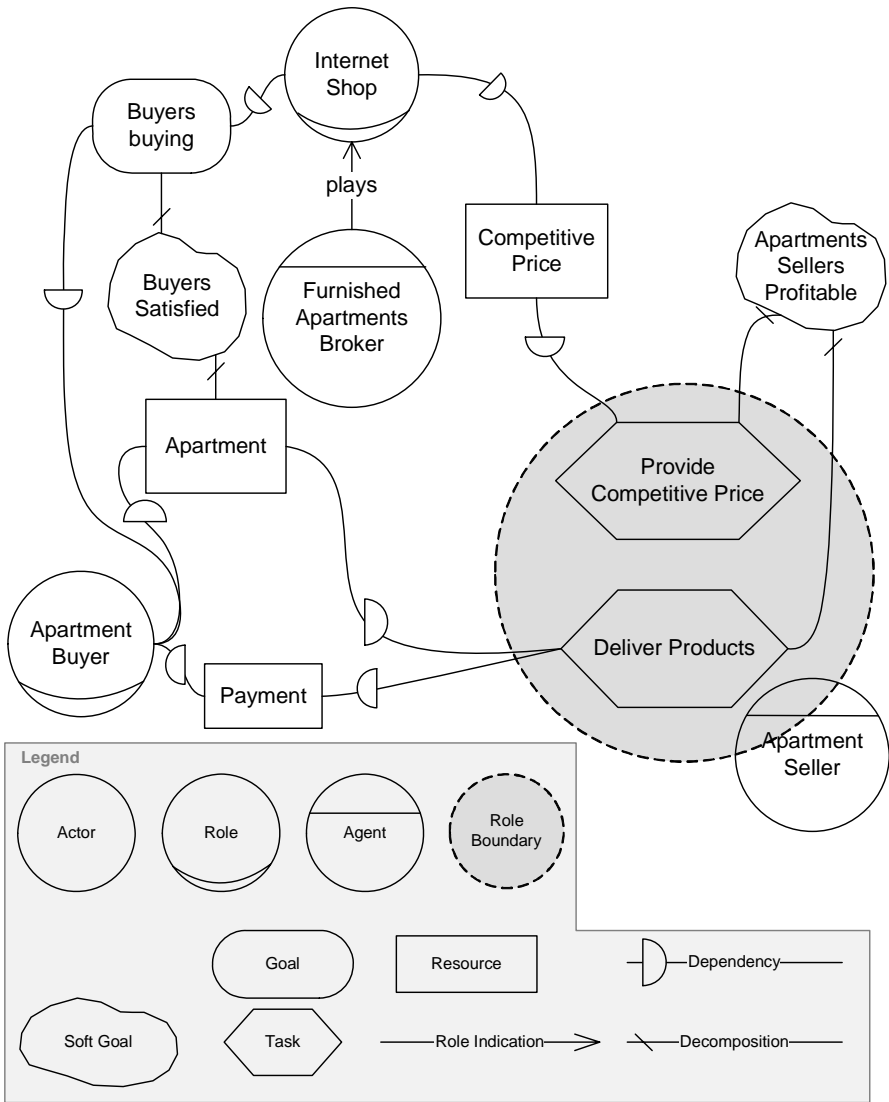 Internet
Shop
Buyers
buying
plays
Competitive
Price
Apartments
Sellers
Profitable
Buyers
Satisfied
Furnished
Apartments
Broker
Apartment
Provide
Competitive Price
Apartment
Buyer
Deliver Products
Payment
Apartment
Seller
Legend
Actor
Role
Agent
Role
Boundary
Goal
Resource
Dependency
Soft Goal
Task
Role Indication
Decomposition